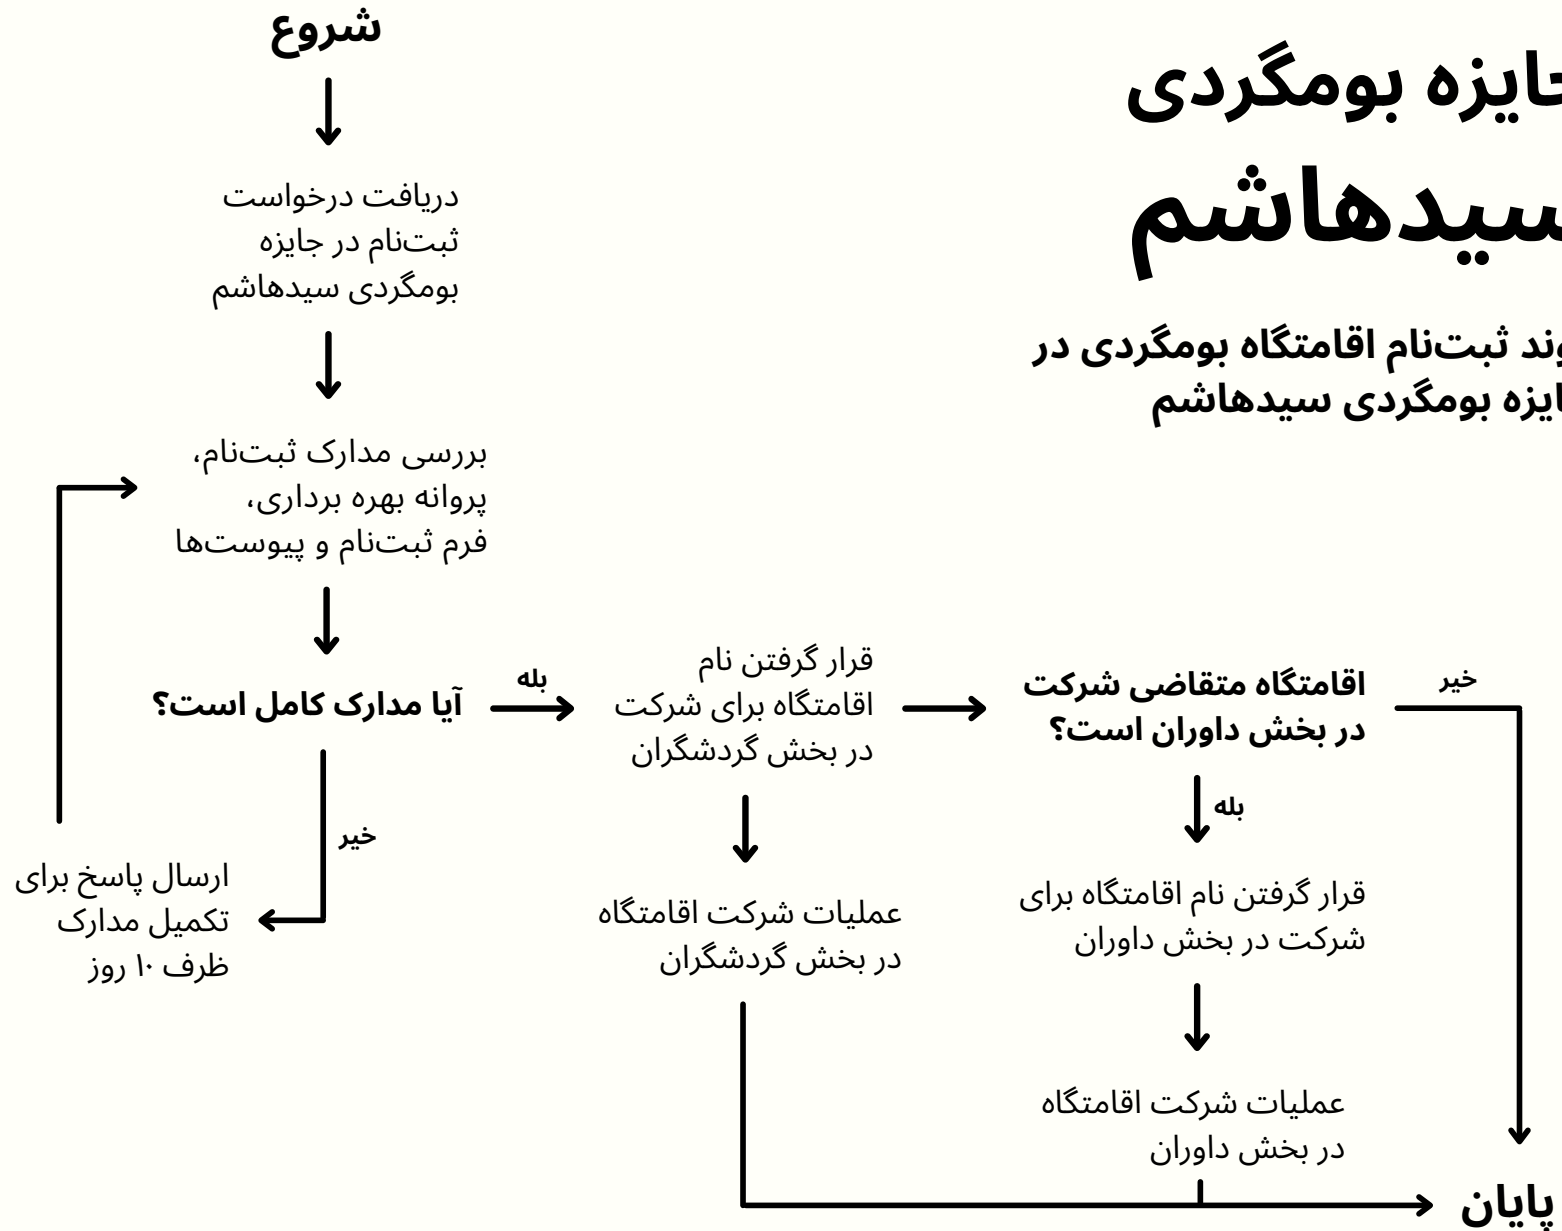 بومگردی
سیدهاشم
ثبت‌نام اقامتگاه بومگردی در
بومگردی سیدهاشم
شروع
دریافت درخواست
ثبت‌نام در جایزه
بومگردی سیدهاشم
بررسی مدارک ثبت‌نام،
پروانه بهره برداری،
فرم ثبت‌نام و پیوست‌ها
آیا مدارک کامل است؟
خیر
ارسال پاسخ برای
تکمیل مدارک
ظرف ۱۰ روز
بله
قرار گرفتن نام
اقامتگاه برای شرکت
در بخش گردشگران
عملیات شرکت اقامتگاه
در بخش گردشگران
اقامتگاه متقاضی شرکت
در بخش داوران است؟
خیر
بله
قرار گرفتن نام اقامتگاه برای
شرکت در بخش داوران
عملیات شرکت اقامتگاه
در بخش داوران
پایان